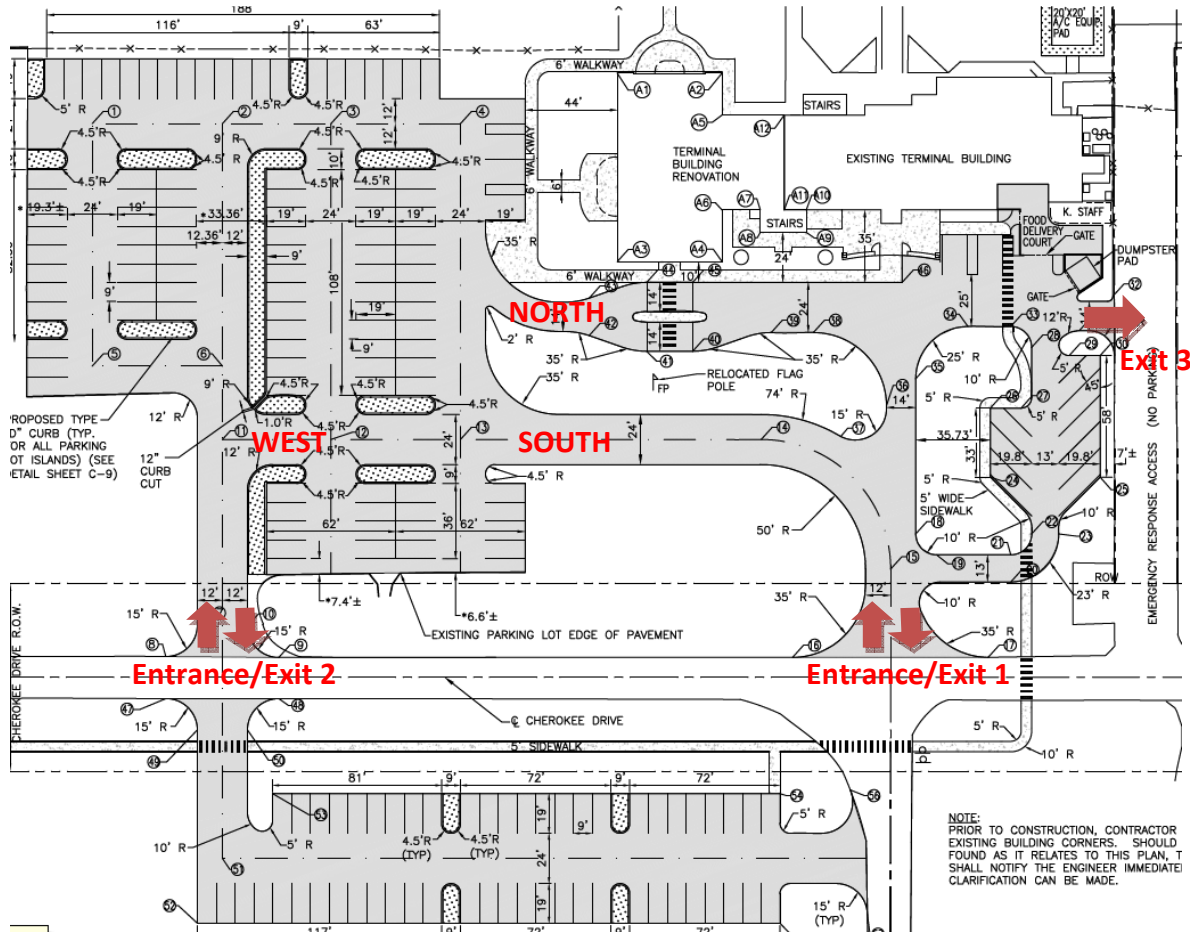 188'
116'
9'
63'
20'X20'
A/C EQUIP.
PAD
6' WALKWAY
5' R
4.5'R
4.5'R
A1
A2
44'
STAIRS
1
2
3
4
12'
12'
A5
A12
4.5'R
9' R
4.5'R
4.5'R
10'
4.5'R
4.5'R
4.5'R
4.5'R
TERMINAL
BUILDING
RENOVATION
EXISTING TERMINAL BUILDING
6' WALKWAY
6'
*19.3'±
24'
19'
*33.36'
19'
24'
19'
24'
19'
12.36'
12'
9'
A6
A7
A11
A10
STAIRS
A8
A9
24'
35'
K. STAFF
FOOD
DELIVERY
COURT
GATE
DUMPSTER
PAD
35' R
A3
A4
6' WALKWAY
44
10'
45
46
9'
108'
19'
9'
43
14'
14'
24'
25'
GATE
32
NORTH
2' R
42
39
38
34
33
12'R
28
29
30
Exit 3
5
6
35' R
41
40
35' R
25' R
35
10' R
5' R
45'
35' R
RELOCATED FLAG
POLE
FP
74' R
36
14'
5' R
26
27
5' R
58'
EMERGENCY RESPONSE ACCESS (NO PARKING)
9' R
4.5'R
4.5'R
12' R
1.0'R
4.5'R
15' R
PROPOSED TYPE
D" CURB (TYP.
OR ALL PARKING
OT ISLANDS) (SEE
DETAIL SHEET C-9)
11
WEST
12
24'
13
SOUTH
24'
14
37
35.73'
12' R
4.5'R
12"
CURB
CUT
9'
4.5'R
4.5'R
33'
19.8'
13'
19.8'
7'±
24
25
5' R
5' WIDE
SIDEWALK
62'
62'
36'
50' R
18
10' R
21
22
10' R
23
15
19
13'
20
ROW
12'
12'
*7.4'±
*6.6'±
12'
10' R
23' R
15' R
7
10
15' R
35' R
35' R
EXISTING PARKING LOT EDGE OF PAVEMENT
8
9
16
17
Entrance/Exit 2
Entrance/Exit 1
CHEROKEE DRIVE R.O.W.
47
48
℄ CHEROKEE DRIVE
15' R
15' R
5' R
5' SIDEWALK
10' R
49
50
81'
9'
72'
9'
72'
53
54
56
19'
9'
5' R
10' R
5' R
4.5'R
(TYP)
4.5'R
(TYP)
24'
51
52
19'
15' R
(TYP)
NOTE:
PRIOR TO CONSTRUCTION, CONTRACTOR
EXISTING BUILDING CORNERS. SHOULD
FOUND AS IT RELATES TO THIS PLAN, T
SHALL NOTIFY THE ENGINEER IMMEDIATE
CLARIFICATION CAN BE MADE.
117'
9'
72'
9'
72'